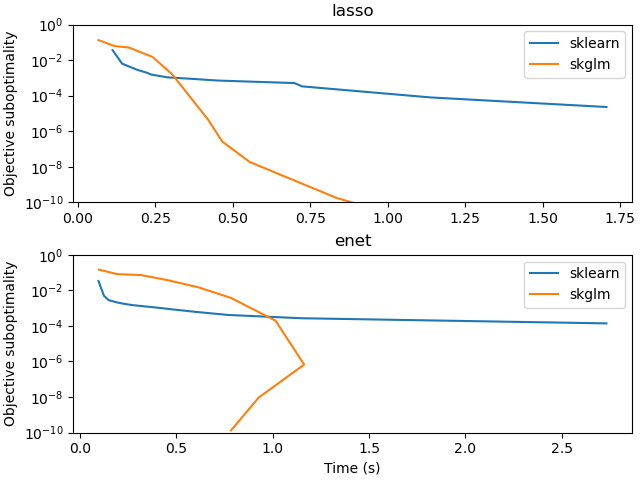 lasso
Objective suboptimality
10^0
10^-2
10^-4
10^-6
10^-8
10^-10
sklearn
skglm
0.00 0.25 0.50 0.75 1.00 1.25 1.50 1.75
enet
Objective suboptimality
10^0
10^-2
10^-4
10^-6
10^-8
10^-10
sklearn
skglm
0.0 0.5 1.0 1.5 2.0 2.5
Time (s)